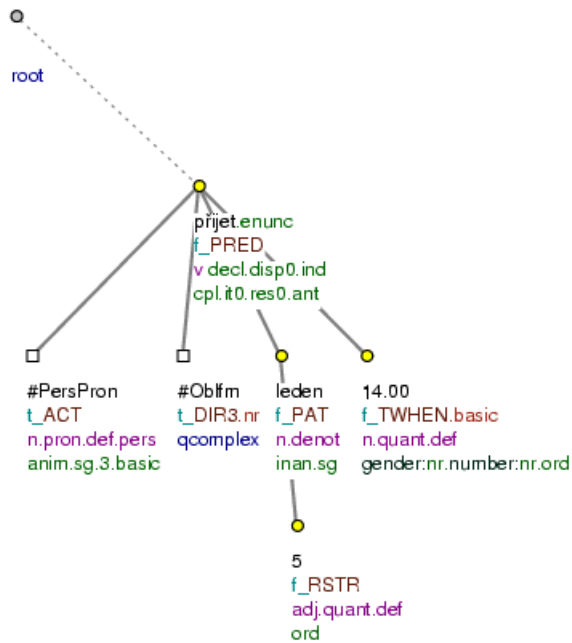 root
přijet.enunc
f_PRED
v decl.disp0.ind
cpl.it0.res0.ant
#PersPron
t_ACT
n.pron.def.pers
anim.sg.3.basic
#Oblfm
t_DIR3.nr
qcomplex
leden
f_PAT
n.denot
inan.sg
14.00
f_TWHEN.basic
n.quant.def
gender:nr.number:nr.ord
5
f_RSTR
adj.quant.def
ord